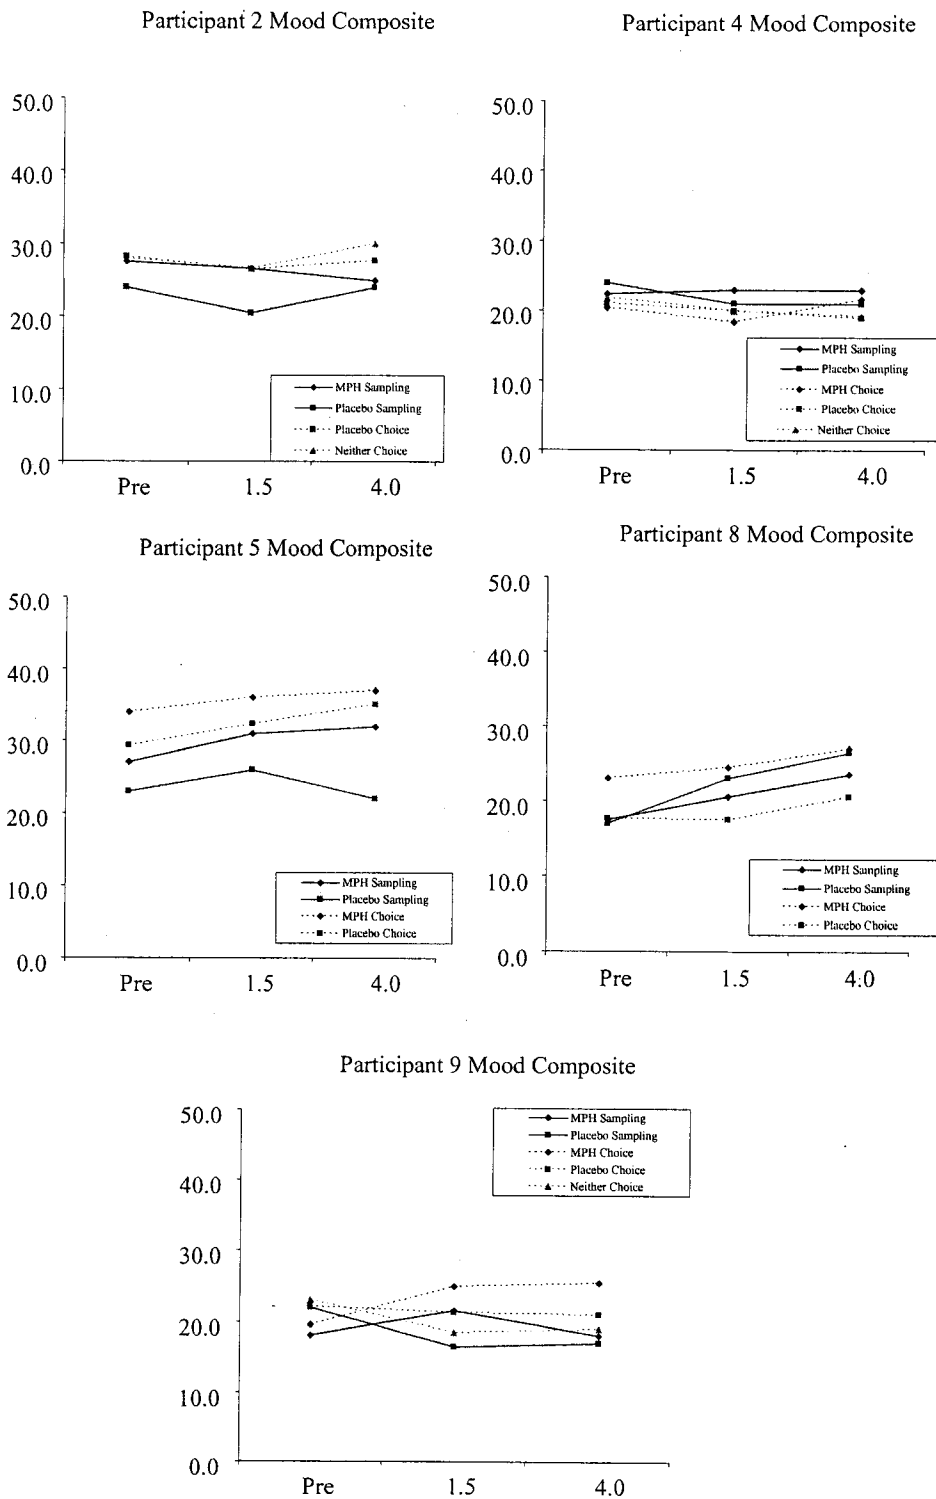 Participant 2 Mood Composite
50.0
40.0
30.0
20.0
10.0
0.0
MPH Sampling
Placebo Sampling
Placebo Choice
Neither Choice
Pre 1.5 4.0
Participant 4 Mood Composite
50.0
40.0
30.0
20.0
10.0
0.0
MPH Sampling
Placebo Sampling
MPH Choice
Placebo Choice
Neither Choice
Pre 1.5 4.0
Participant 5 Mood Composite
50.0
40.0
30.0
20.0
10.0
0.0
MPH Sampling
Placebo Sampling
MPH Choice
Placebo Choice
Pre 1.5 4.0
Participant 8 Mood Composite
50.0
40.0
30.0
20.0
10.0
0.0
MPH Sampling
Placebo Sampling
MPH Choice
Placebo Choice
Pre 1.5 4.0
Participant 9 Mood Composite
50.0
40.0
30.0
20.0
10.0
0.0
MPH Sampling
Placebo Sampling
MPH Choice
Placebo Choice
Neither Choice
Pre 1.5 4.0